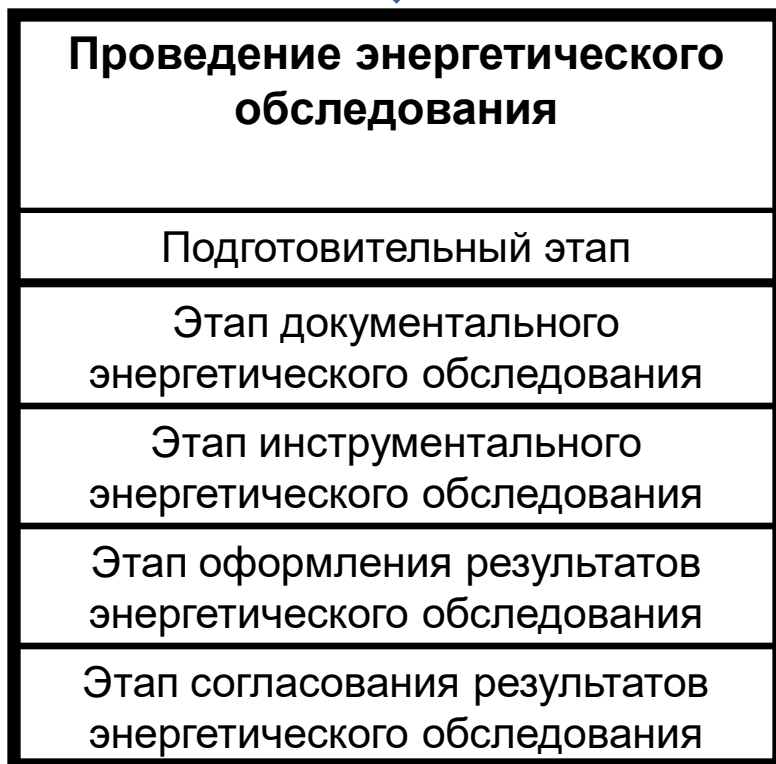 Проведение энергетического
обследования
Подготовительный этап
Этап документального
энергетического обследования
Этап инструментального
энергетического обследования
Этап оформления результатов
энергетического обследования
Этап согласования результатов
энергетического обследования